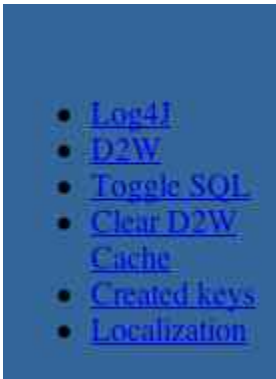 Log4J
D2W
Toggle SQL
Clear D2W
Cache
Created keys
Localization